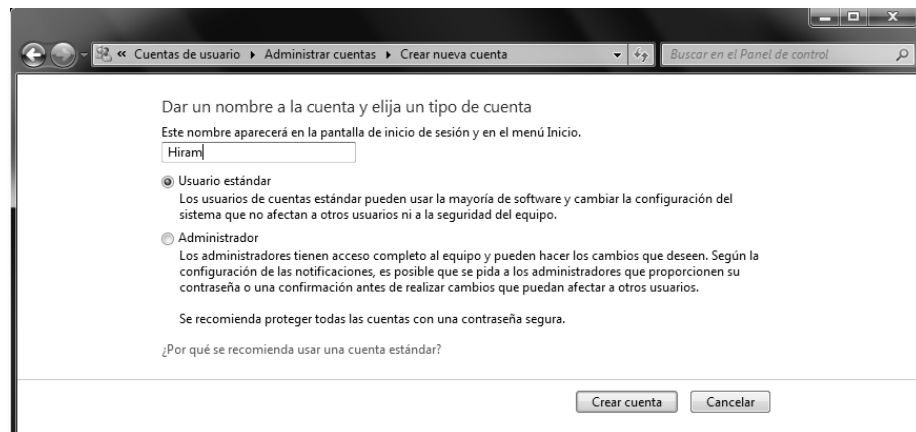 « Cuentas de usuario ▸ Administrar cuentas ▸ Crear nueva cuenta
Buscar en el Panel de control
Dar un nombre a la cuenta y elija un tipo de cuenta
Este nombre aparecerá en la pantalla de inicio de sesión y en el menú Inicio.
Hiram
Usuario estándar
Los usuarios de cuentas estándar pueden usar la mayoría de software y cambiar la configuración del
sistema que no afectan a otros usuarios ni a la seguridad del equipo.
Administrador
Los administradores tienen acceso completo al equipo y pueden hacer los cambios que deseen. Según la
configuración de las notificaciones, es posible que se pida a los administradores que proporcionen su
contraseña o una confirmación antes de realizar cambios que puedan afectar a otros usuarios.
Se recomienda proteger todas las cuentas con una contraseña segura.
¿Por qué se recomienda usar una cuenta estándar?
Crear cuenta
Cancelar